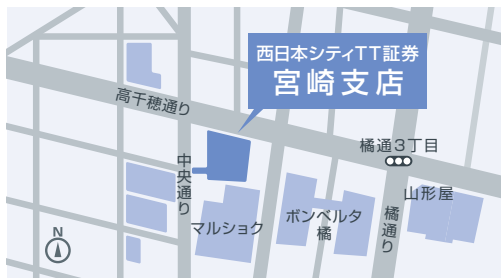 西日本シティTT証券
宮崎支店
高千穂通り
橘通3丁目
中央通り
山形屋
マルショク
ボンベルタ
橘
橘通り
N